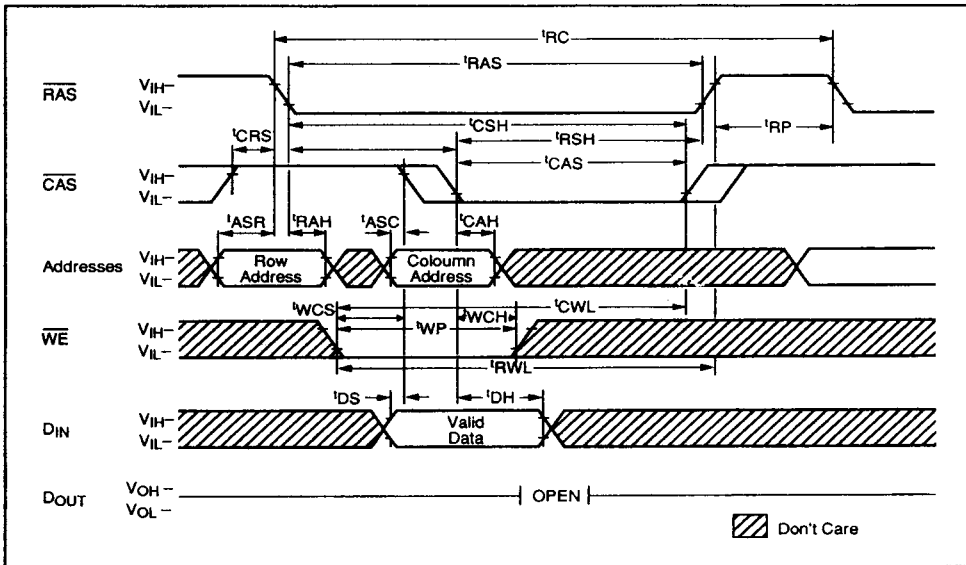 tRC
tRAS
RAS
VIH–
VIL–
tCSH
tRP
tCRS
tRSH
tCAS
CAS
VIH–
VIL–
tASR
tRAH
tASC
tCAH
Addresses
VIH–
VIL–
Row
Address
Coloumn
Address
tCWL
tWCS
tWCH
tWP
WE
VIH–
VIL–
tRWL
tDS
tDH
DIN
VIH–
VIL–
Valid
Data
DOUT
VOH –
VOL –
OPEN
Don't Care